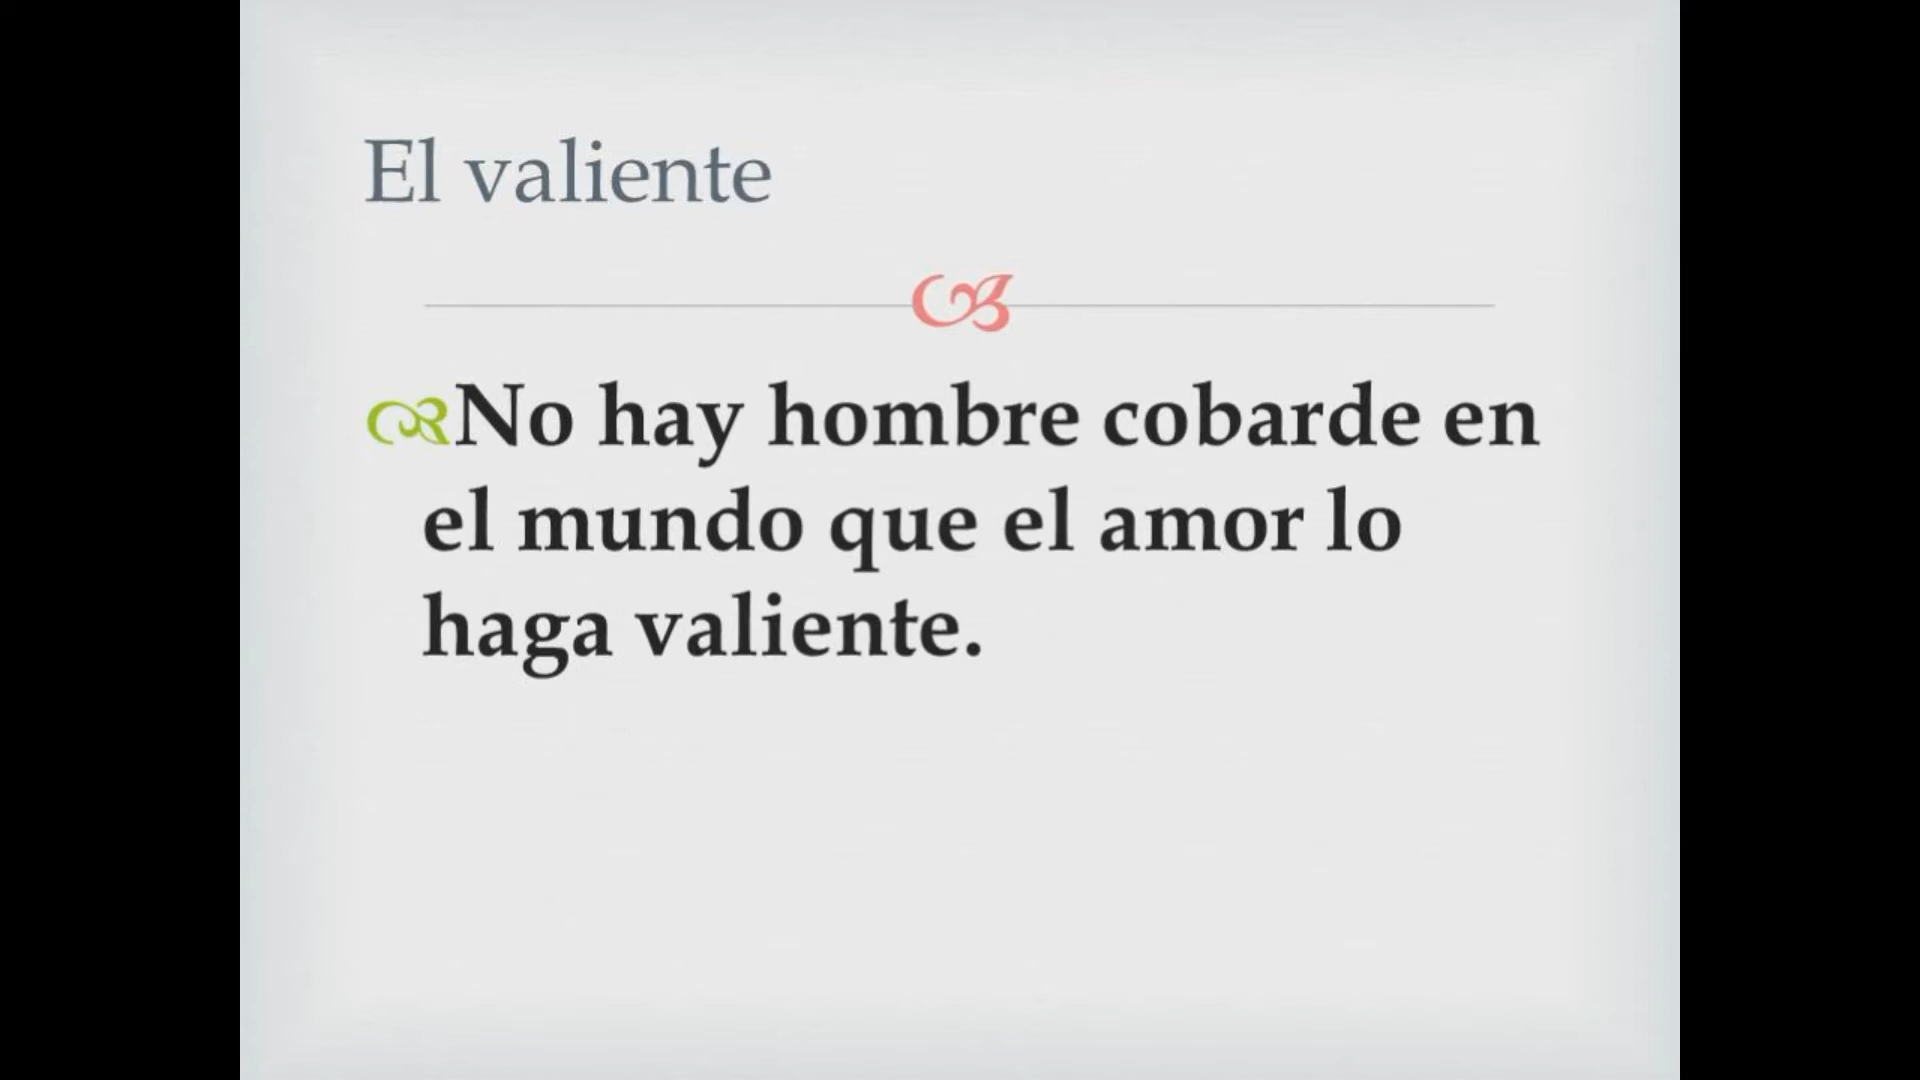 El valiente
No hay hombre cobarde en
el mundo que el amor lo
haga valiente.